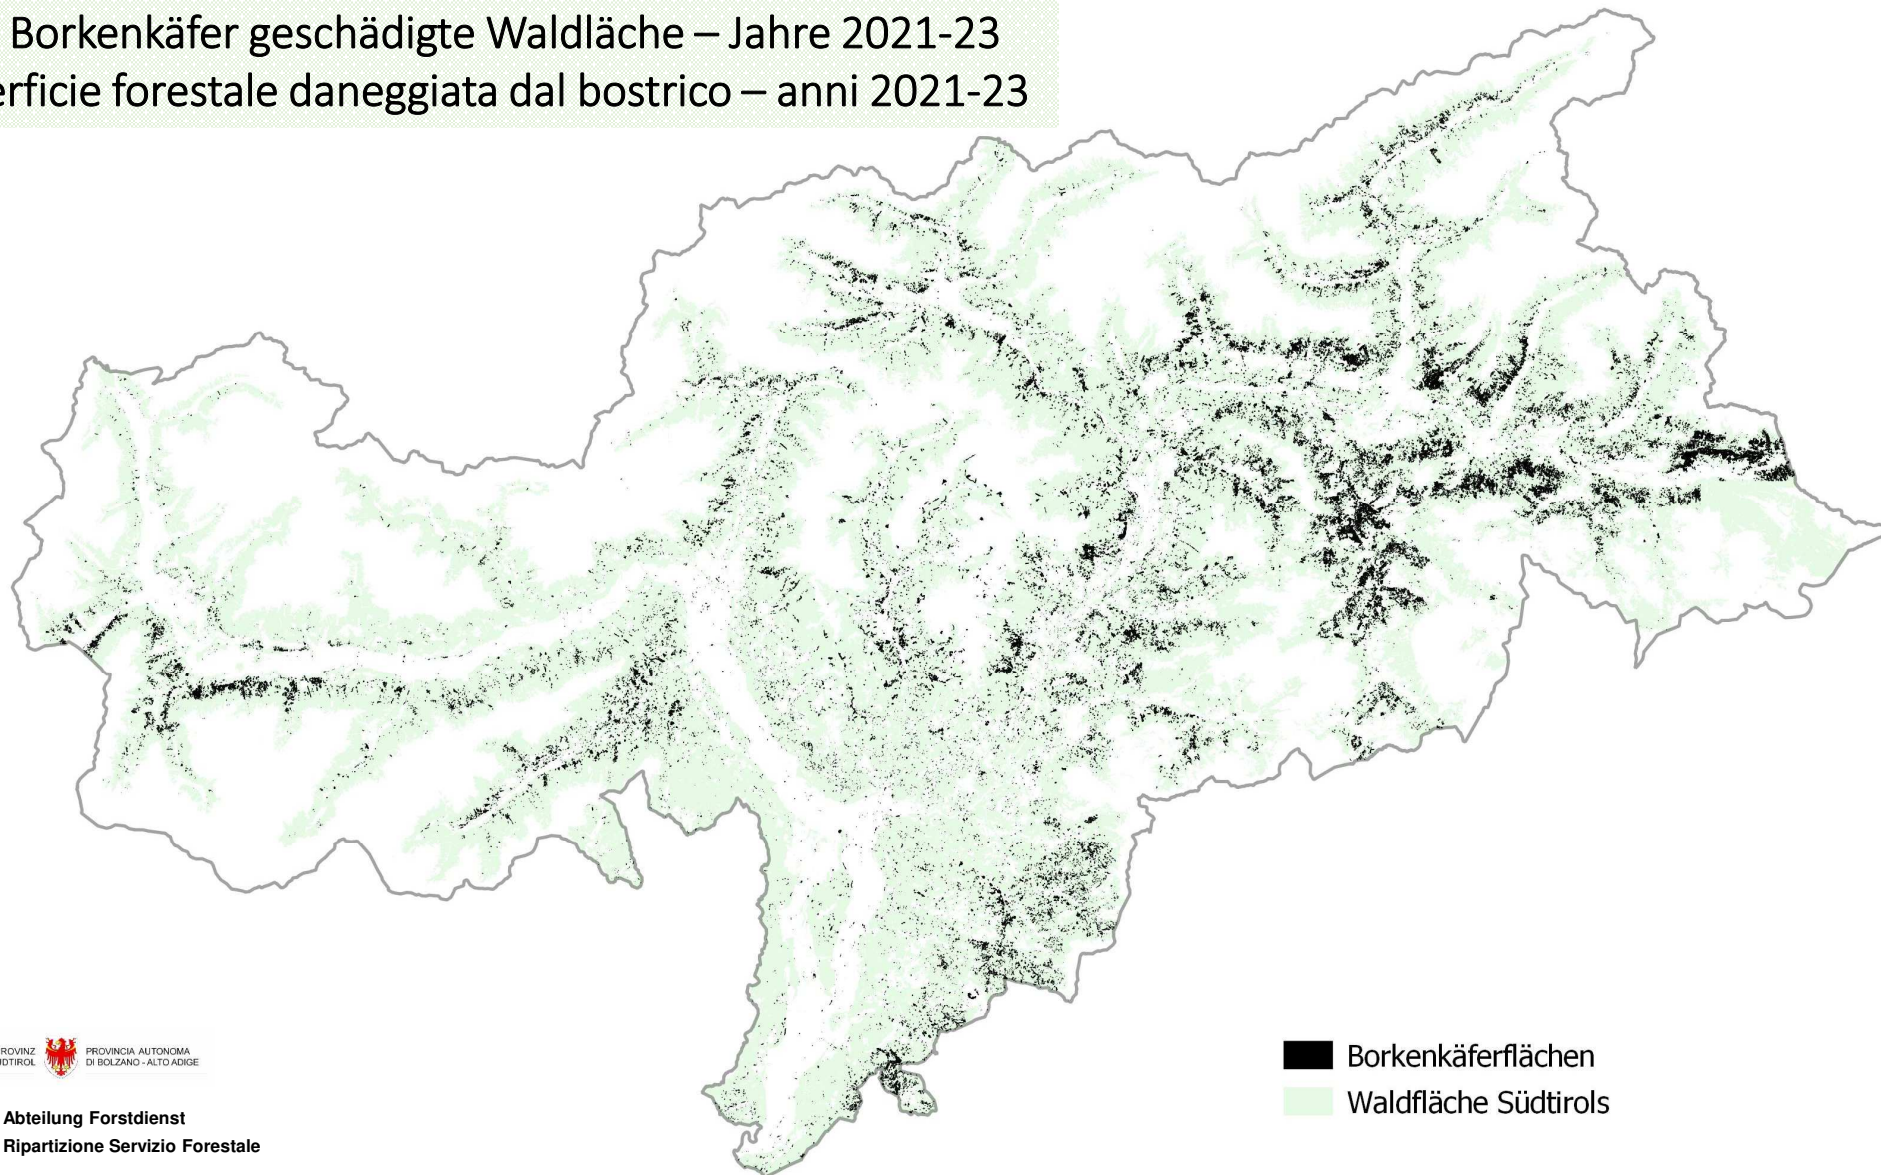 Borkenkäfer geschädigte Waldläche – Jahre 2021-23
erficie forestale daneggiata dal bostrico – anni 2021-23
ROVINZ
PROVINCIA AUTONOMA
DI BOLZANO - ALTO ADIGE
Abteilung Forstdienst
Ripartizione Servizio Forestale
Borkenkäferflächen
Waldfläche Südtirols